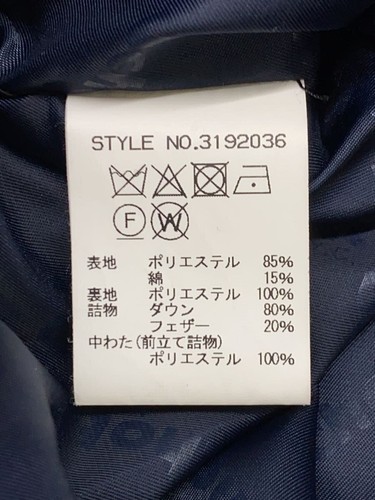 STYLE NO.3192036
F W
表地 ポリエステル 85%
綿 15%
裏地 ポリエステル 100%
詰物 ダウン 80%
フェザー 20%
中わた(前立て詰物)
ポリエステル 100%